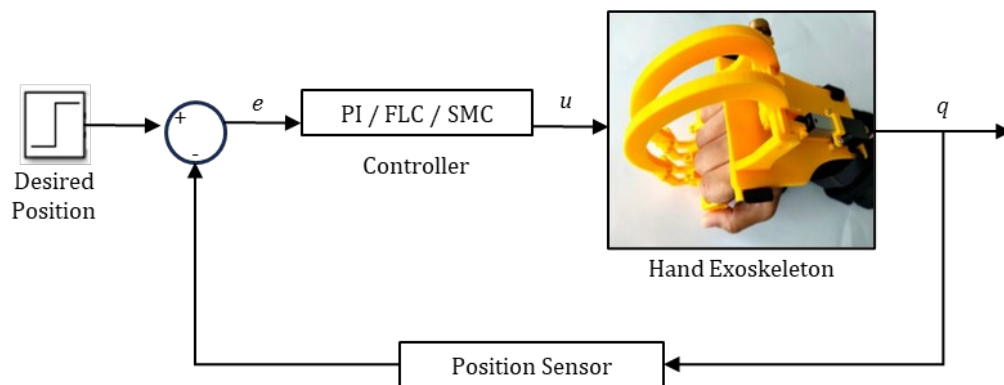 +
-
e
PI / FLC / SMC
Controller
u
q
Desired
Position
Hand Exoskeleton
Position Sensor